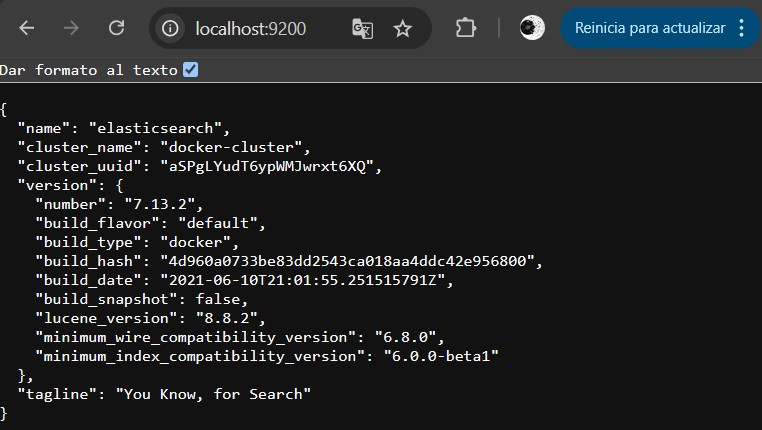 localhost:9200
Reinicia para actualizar
Dar formato al texto
{
  "name": "elasticsearch",
  "cluster_name": "docker-cluster",
  "cluster_uuid": "aSPgLYudT6ypWMJwrxt6XQ",
  "version": {
    "number": "7.13.2",
    "build_flavor": "default",
    "build_type": "docker",
    "build_hash": "4d960a0733be83dd2543ca018aa4ddc42e956800",
    "build_date": "2021-06-10T21:01:55.251515791Z",
    "build_snapshot": false,
    "lucene_version": "8.8.2",
    "minimum_wire_compatibility_version": "6.8.0",
    "minimum_index_compatibility_version": "6.0.0-beta1"
  },
  "tagline": "You Know, for Search"
}